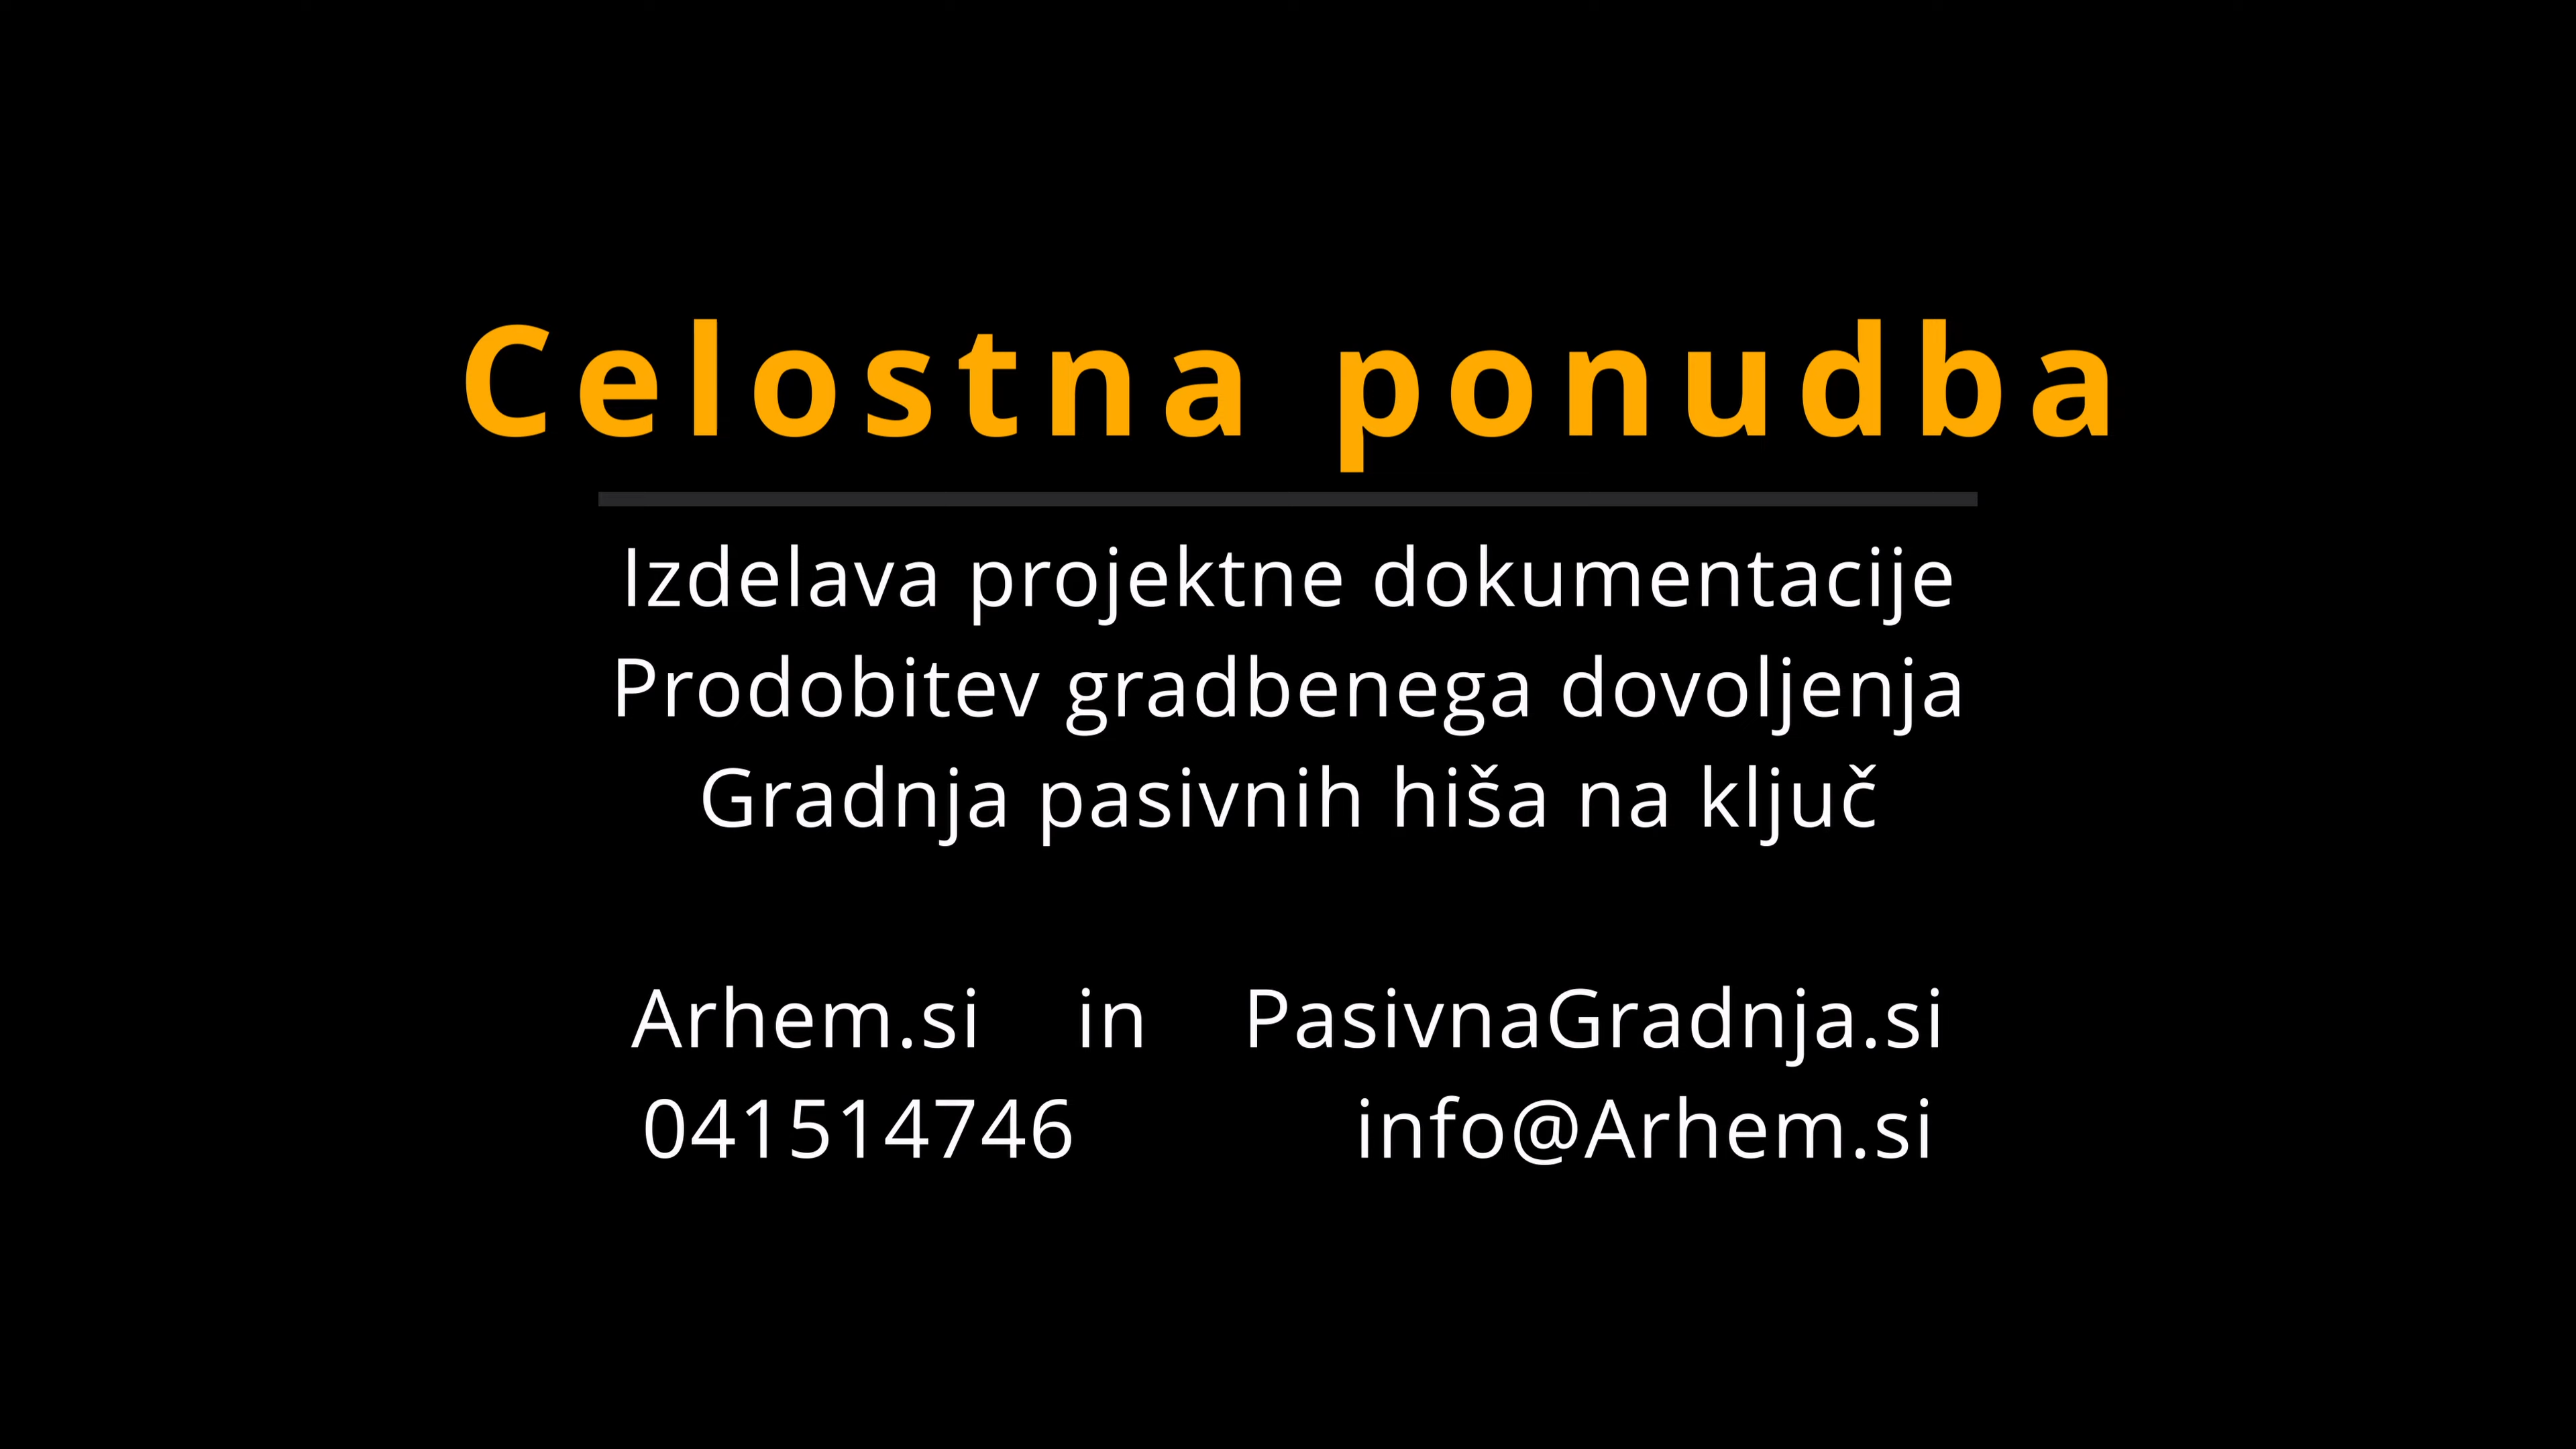 Celostna ponudba
Izdelava projektne dokumentacije
Prodobitev gradbenega dovoljenja
Gradnja pasivnih hiša na ključ
Arhem.si in PasivnaGradnja.si
041514746 info@Arhem.si